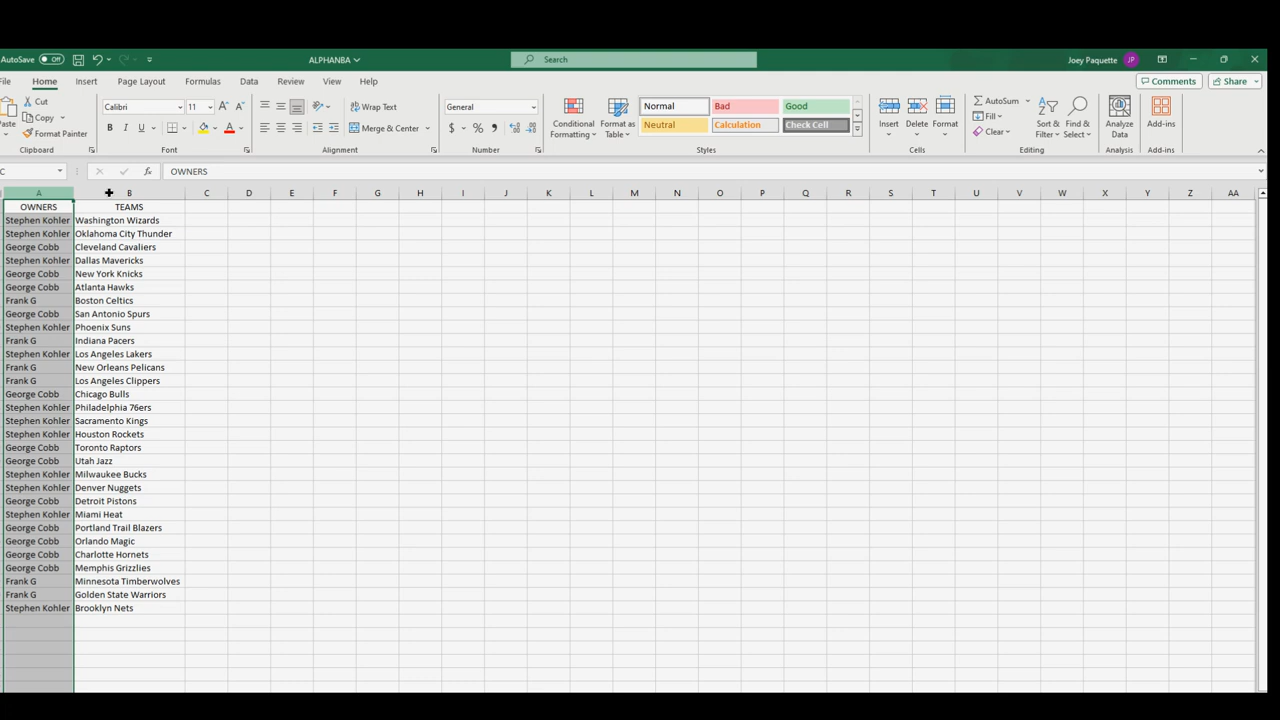 AutoSave Off ALPHANBA Search Joey Paquette JP
File Home Insert Page Layout Formulas Data Review View Help Comments Share
Cut Calibri 11 A A Wrap Text General Normal Bad Good AutoSum
Copy Conditional Format as Insert Delete Format Fill Sort & Find & Analyze Add-ins
Paste Format Painter B I U Merge & Center $ % , Formatting Table Neutral Calculation Check Cell Clear Filter Select Data
Clipboard Font Alignment Number Styles Cells Editing Analysis Add-ins
C fx OWNERS
A B C D E F G H I J K L M N O P Q R S T U V W X Y Z AA
OWNERS TEAMS
Stephen Kohler Washington Wizards
Stephen Kohler Oklahoma City Thunder
George Cobb Cleveland Cavaliers
Stephen Kohler Dallas Mavericks
George Cobb New York Knicks
George Cobb Atlanta Hawks
Frank G Boston Celtics
George Cobb San Antonio Spurs
Stephen Kohler Phoenix Suns
Frank G Indiana Pacers
Stephen Kohler Los Angeles Lakers
Frank G New Orleans Pelicans
Frank G Los Angeles Clippers
George Cobb Chicago Bulls
Stephen Kohler Philadelphia 76ers
Stephen Kohler Sacramento Kings
Stephen Kohler Houston Rockets
George Cobb Toronto Raptors
George Cobb Utah Jazz
Stephen Kohler Milwaukee Bucks
Stephen Kohler Denver Nuggets
George Cobb Detroit Pistons
Stephen Kohler Miami Heat
George Cobb Portland Trail Blazers
George Cobb Orlando Magic
George Cobb Charlotte Hornets
George Cobb Memphis Grizzlies
Frank G Minnesota Timberwolves
Frank G Golden State Warriors
Stephen Kohler Brooklyn Nets